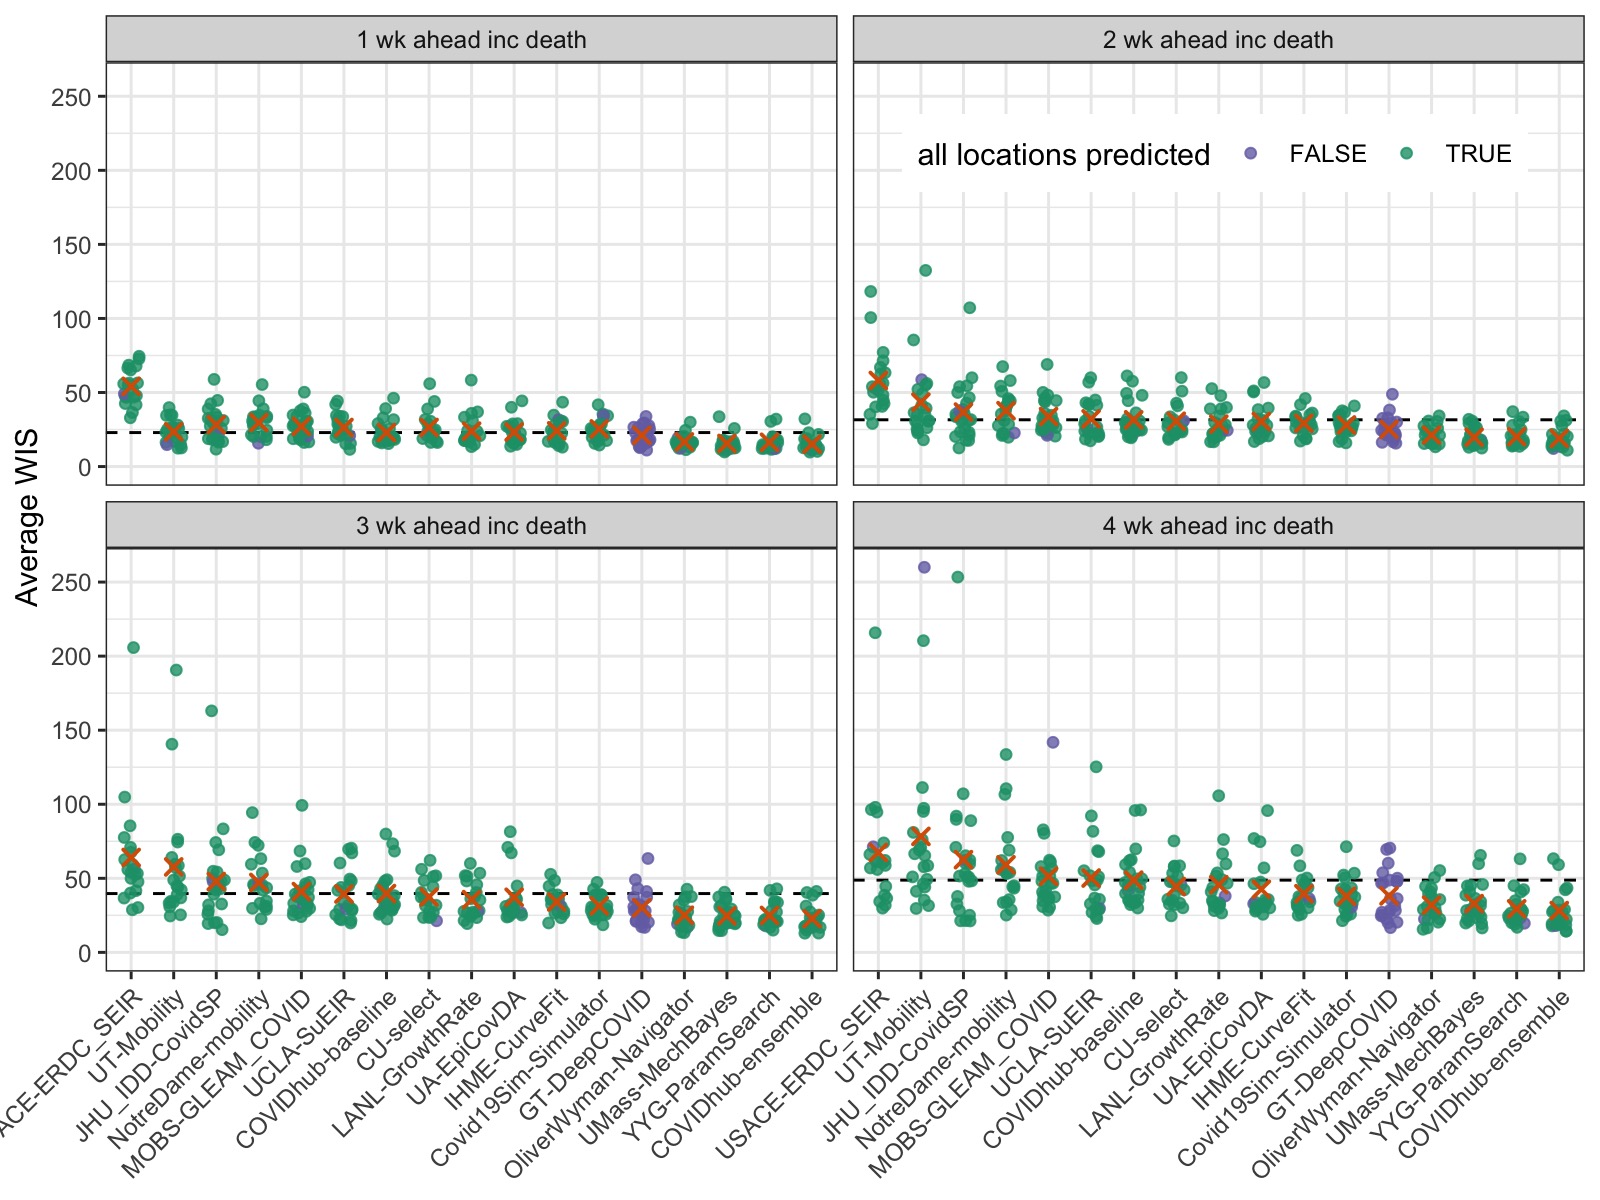 1 wk ahead inc death
2 wk ahead inc death
250
200
150
100
50
0
all locations predicted FALSE TRUE
Average WIS
3 wk ahead inc death
4 wk ahead inc death
250
200
150
100
50
0
ACE-ERDC_SEIR
UT-Mobility
JHU_IDD-CovidSP
NotreDame-mobility
MOBS-GLEAM_COVID
UCLA-SuEIR
COVIDhub-baseline
CU-select
LANL-GrowthRate
UA-EpiCovDA
IHME-CurveFit
Covid19Sim-Simulator
GT-DeepCOVID
OliverWyman-Navigator
UMass-MechBayes
YYG-ParamSearch
COVIDhub-ensemble
USACE-ERDC_SEIR
UT-Mobility
JHU_IDD-CovidSP
NotreDame-mobility
MOBS-GLEAM_COVID
UCLA-SuEIR
COVIDhub-baseline
CU-select
LANL-GrowthRate
UA-EpiCovDA
IHME-CurveFit
Covid19Sim-Simulator
GT-DeepCOVID
OliverWyman-Navigator
UMass-MechBayes
YYG-ParamSearch
COVIDhub-ensemble